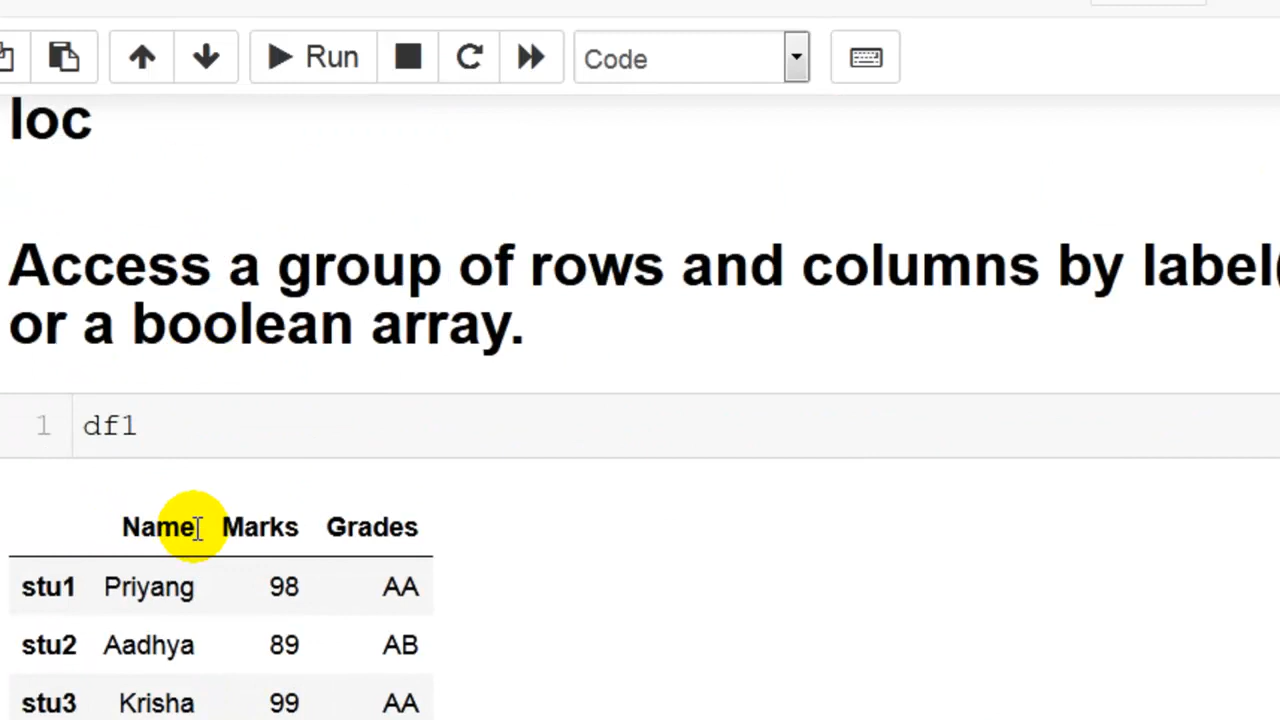 Run Code
loc
Access a group of rows and columns by label(
or a boolean array.
1 df1
Name Marks Grades
stu1 Priyang 98 AA
stu2 Aadhya 89 AB
stu3 Krisha 99 AA